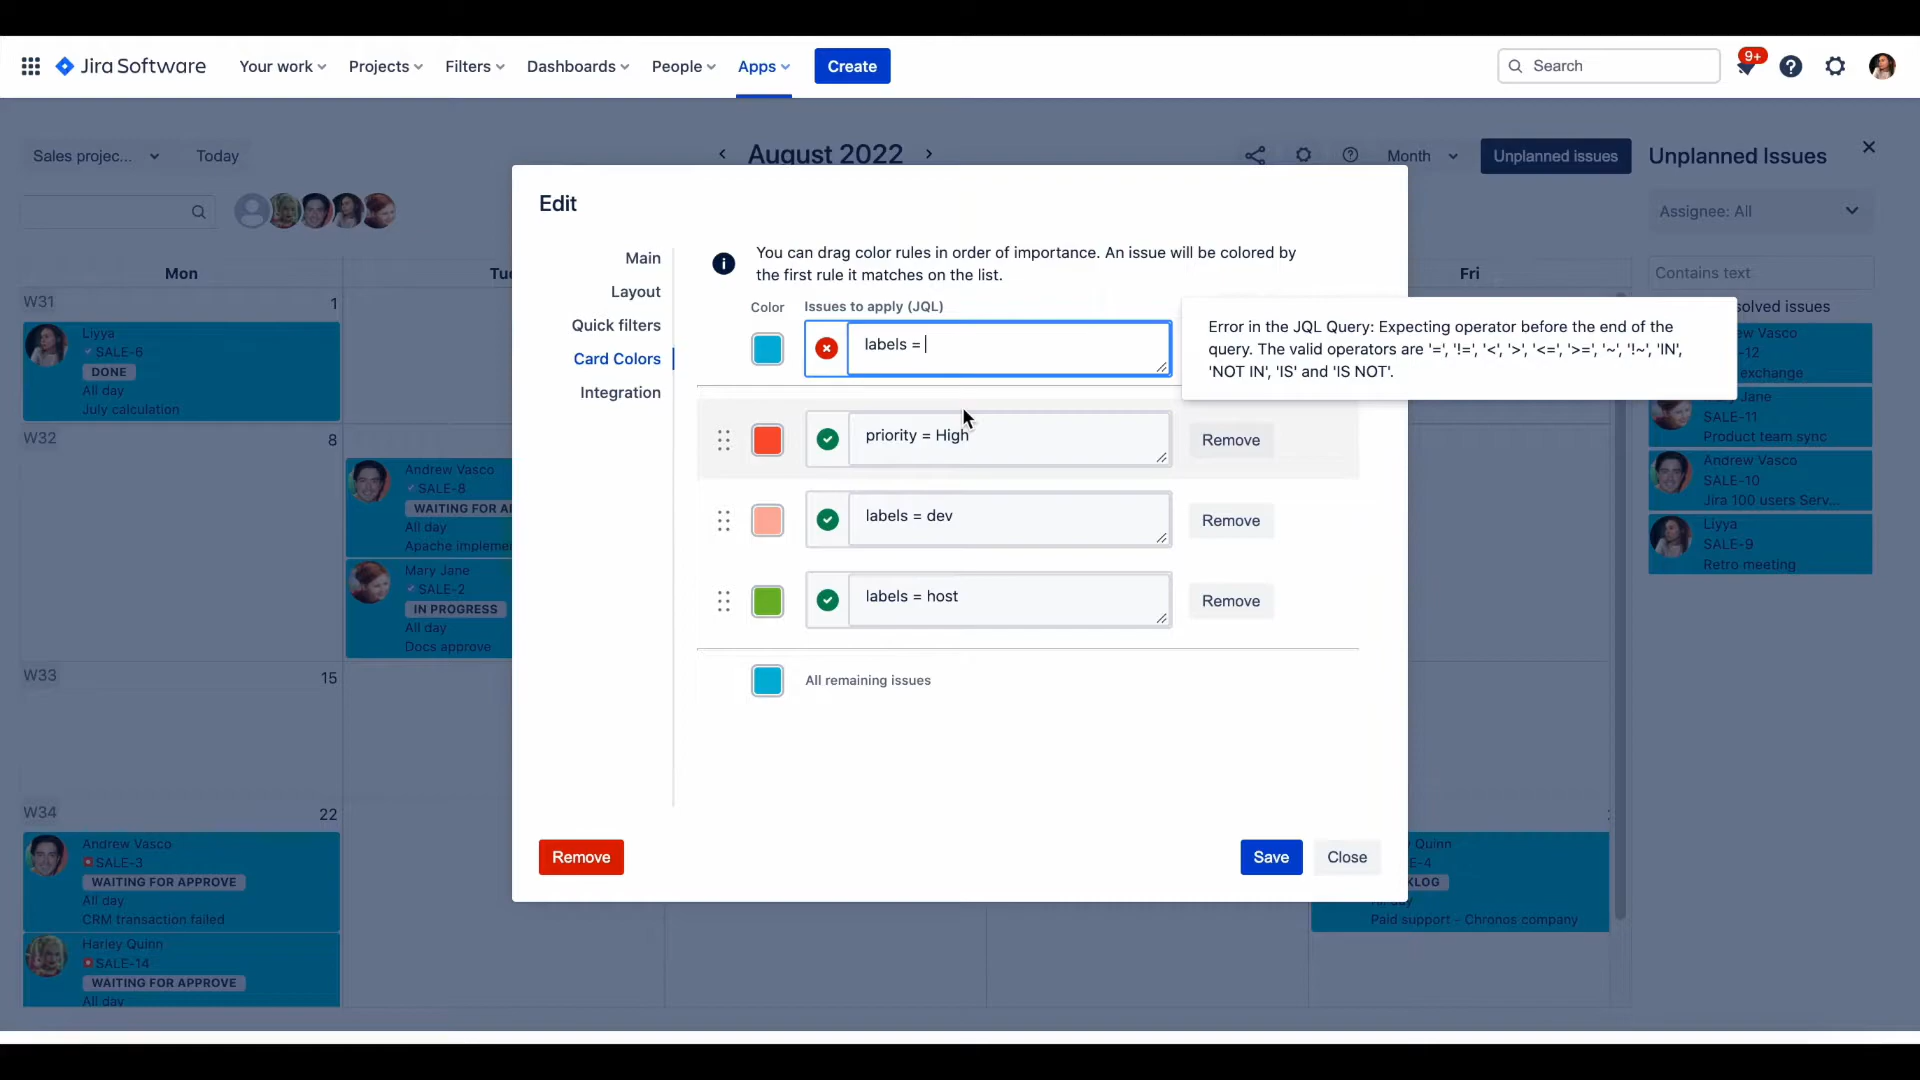 Jira Software
Your work
Projects
Filters
Dashboards
People
Apps
Create
Search
9+
Sales projec...
Today
August 2022
Month
Unplanned issues
Unplanned Issues
Assignee: All
Contains text
solved issues
Mon
Fri
W31
1
Liyya
SALE-6
DONE
All day
July calculation
W32
8
Andrew Vasco
SALE-8
All day
Mary Jane
SALE-2
IN PROGRESS
All day
Docs approve
W33
15
W34
22
Andrew Vasco
SALE-3
WAITING FOR APPROVE
All day
CRM transaction failed
Harley Quinn
SALE-14
WAITING FOR APPROVE
All day
Edit
Main
Layout
Quick filters
Card Colors
Integration
You can drag color rules in order of importance. An issue will be colored by
the first rule it matches on the list.
Color
Issues to apply (JQL)
labels =
Error in the JQL Query: Expecting operator before the end of the
query. The valid operators are '=', '!=', '<', '>', '<=', '>=', '~', '!~', 'IN',
'NOT IN', 'IS' and 'IS NOT'.
priority = High
Remove
labels = dev
Remove
labels = host
Remove
All remaining issues
Remove
Save
Close
Vasco
-12
exchange
Jane
SALE-11
Product team sync
Andrew Vasco
SALE-10
Jira 100 users Serv...
Liyya
SALE-9
Retro meeting
Quinn
E-4
KLOG
Paid support - Chronos company